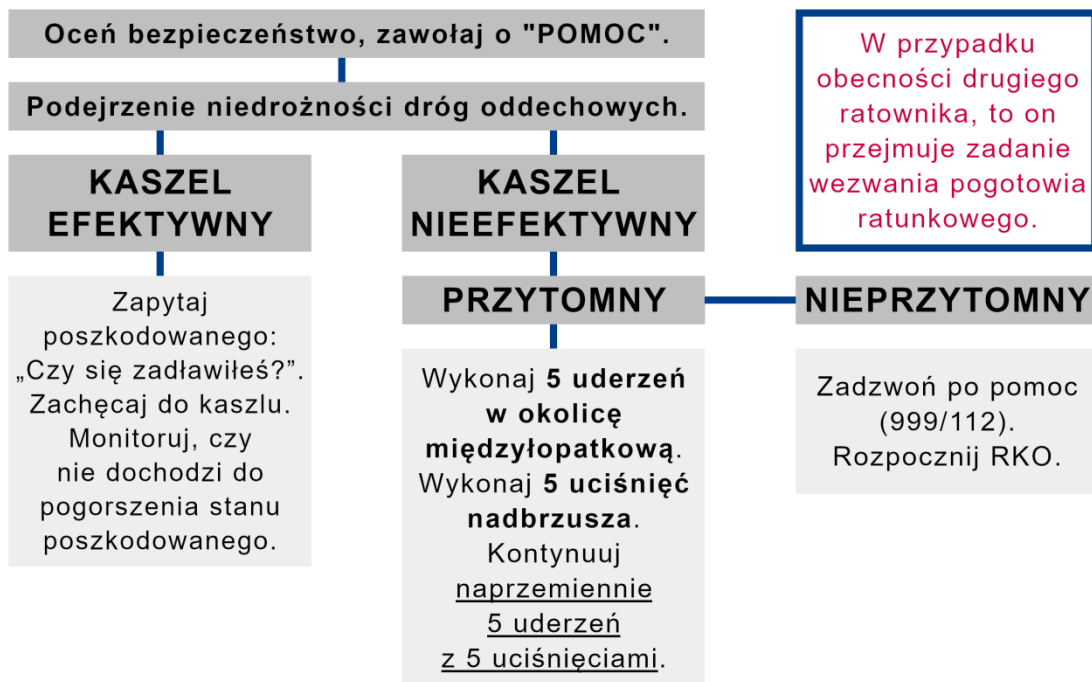 Oceń bezpieczeństwo, zawołaj o "POMOC".
Podejrzenie niedrożności dróg oddechowych.
KASZEL
EFEKTYWNY
Zapytaj
poszkodowanego:
„Czy się zadławiłeś?”.
Zachęcaj do kaszlu.
Monitoruj, czy
nie dochodzi do
pogorszenia stanu
poszkodowanego.
KASZEL
NIEEFEKTYWNY
PRZYTOMNY
Wykonaj 5 uderzeń
w okolicę
międzyłopatkową.
Wykonaj 5 uciśnięć
nadbrzusza.
Kontynuuj
naprzemiennie
5 uderzeń
z 5 uciśnięciami.
W przypadku
obecności drugiego
ratownika, to on
przejmuje zadanie
wezwania pogotowia
ratunkowego.
NIEPRZYTOMNY
Zadzwoń po pomoc
(999/112).
Rozpocznij RKO.